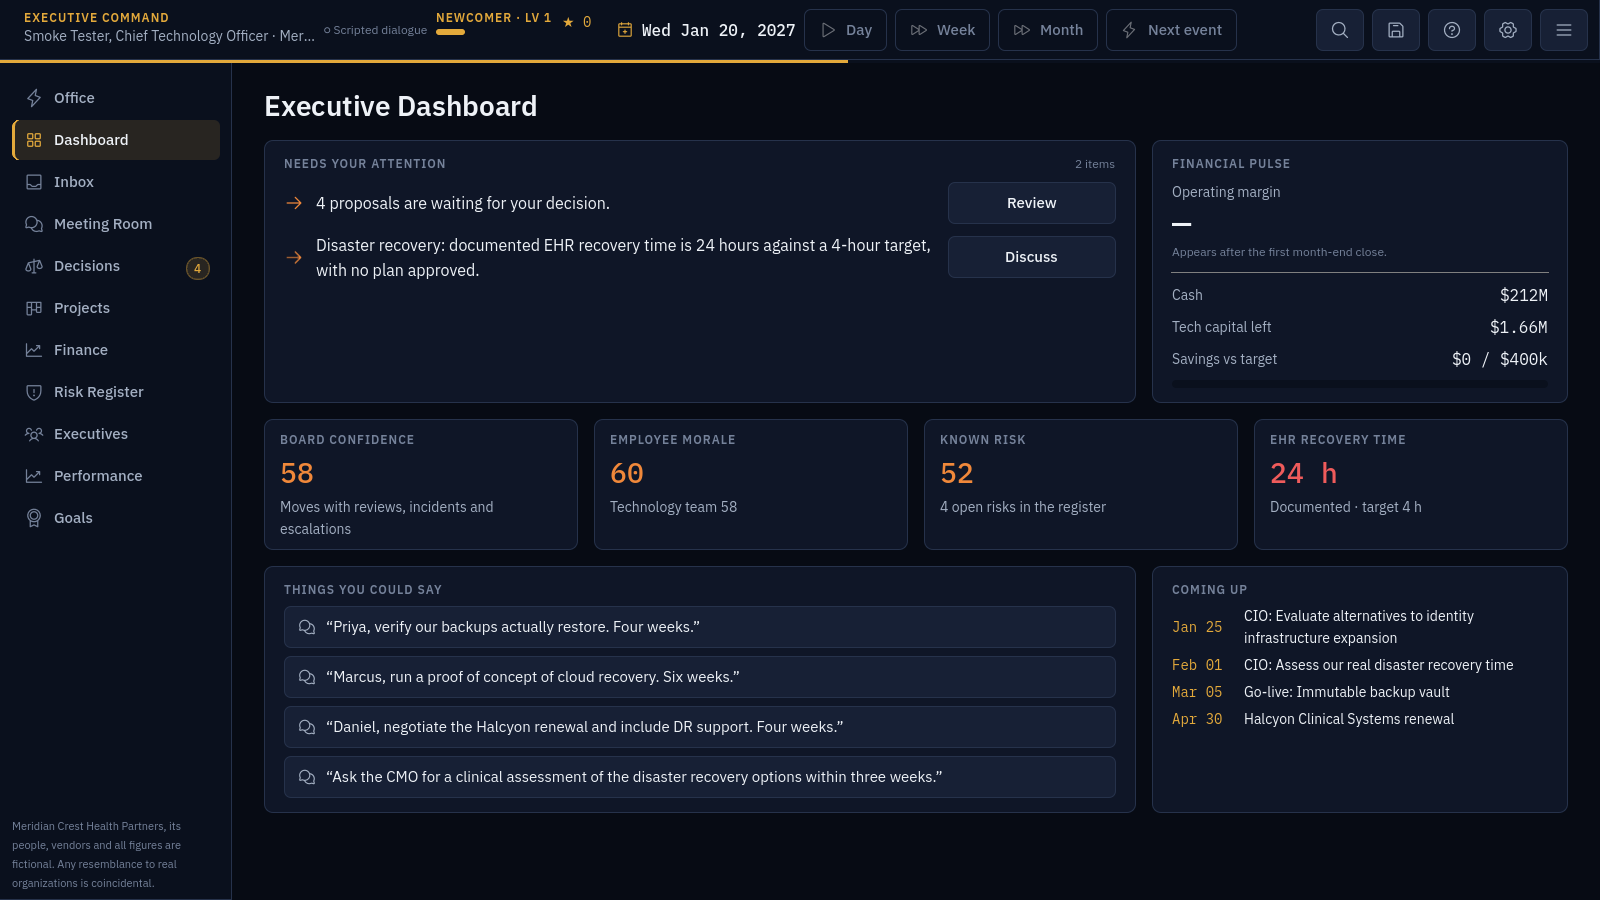 EXECUTIVE COMMAND
Smoke Tester, Chief Technology Officer · Mer...
Scripted dialogue
NEWCOMER · LV 1
★ 0
Wed Jan 20, 2027
Day
Week
Month
Next event
Office
Dashboard
Inbox
Meeting Room
Decisions
4
Projects
Finance
Risk Register
Executives
Performance
Goals
Meridian Crest Health Partners, its
people, vendors and all figures are
fictional. Any resemblance to real
organizations is coincidental.
Executive Dashboard
NEEDS YOUR ATTENTION
2 items
4 proposals are waiting for your decision.
Review
Disaster recovery: documented EHR recovery time is 24 hours against a 4-hour target,
with no plan approved.
Discuss
FINANCIAL PULSE
Operating margin
—
Appears after the first month-end close.
Cash
$212M
Tech capital left
$1.66M
Savings vs target
$0 / $400k
BOARD CONFIDENCE
58
Moves with reviews, incidents and
escalations
EMPLOYEE MORALE
60
Technology team 58
KNOWN RISK
52
4 open risks in the register
EHR RECOVERY TIME
24 h
Documented · target 4 h
THINGS YOU COULD SAY
“Priya, verify our backups actually restore. Four weeks.”
“Marcus, run a proof of concept of cloud recovery. Six weeks.”
“Daniel, negotiate the Halcyon renewal and include DR support. Four weeks.”
“Ask the CMO for a clinical assessment of the disaster recovery options within three weeks.”
COMING UP
Jan 25
CIO: Evaluate alternatives to identity
infrastructure expansion
Feb 01
CIO: Assess our real disaster recovery time
Mar 05
Go-live: Immutable backup vault
Apr 30
Halcyon Clinical Systems renewal